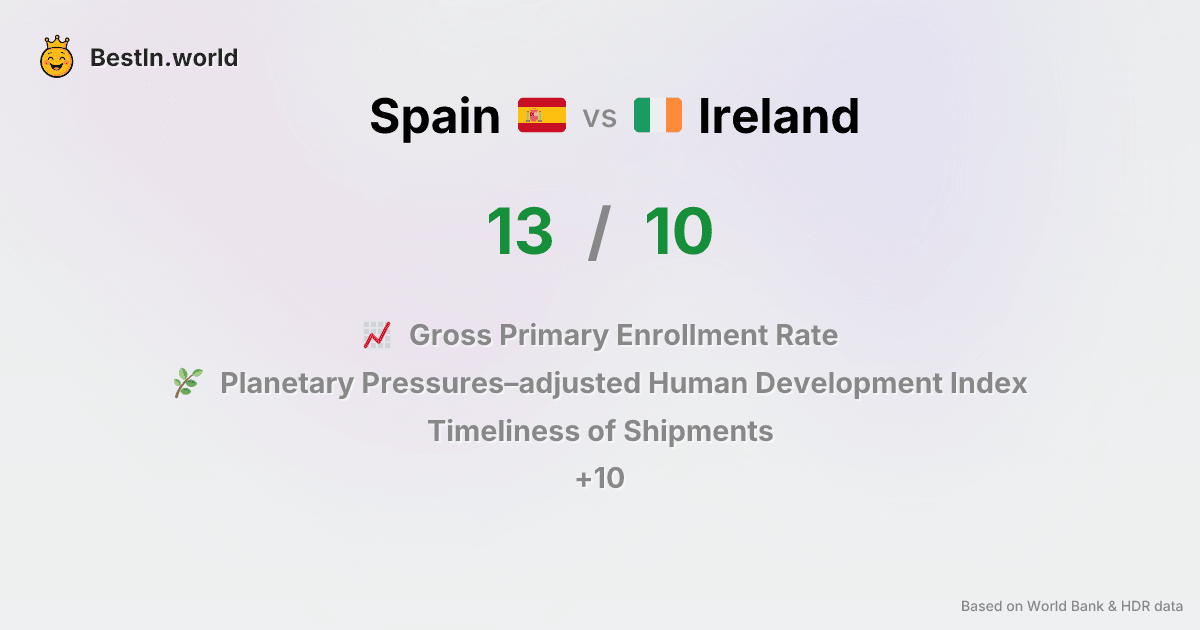 BestIn.world
Spain vs Ireland
13 / 10
Gross Primary Enrollment Rate
Planetary Pressures–adjusted Human Development Index
Timeliness of Shipments
+10
Based on World Bank & HDR data